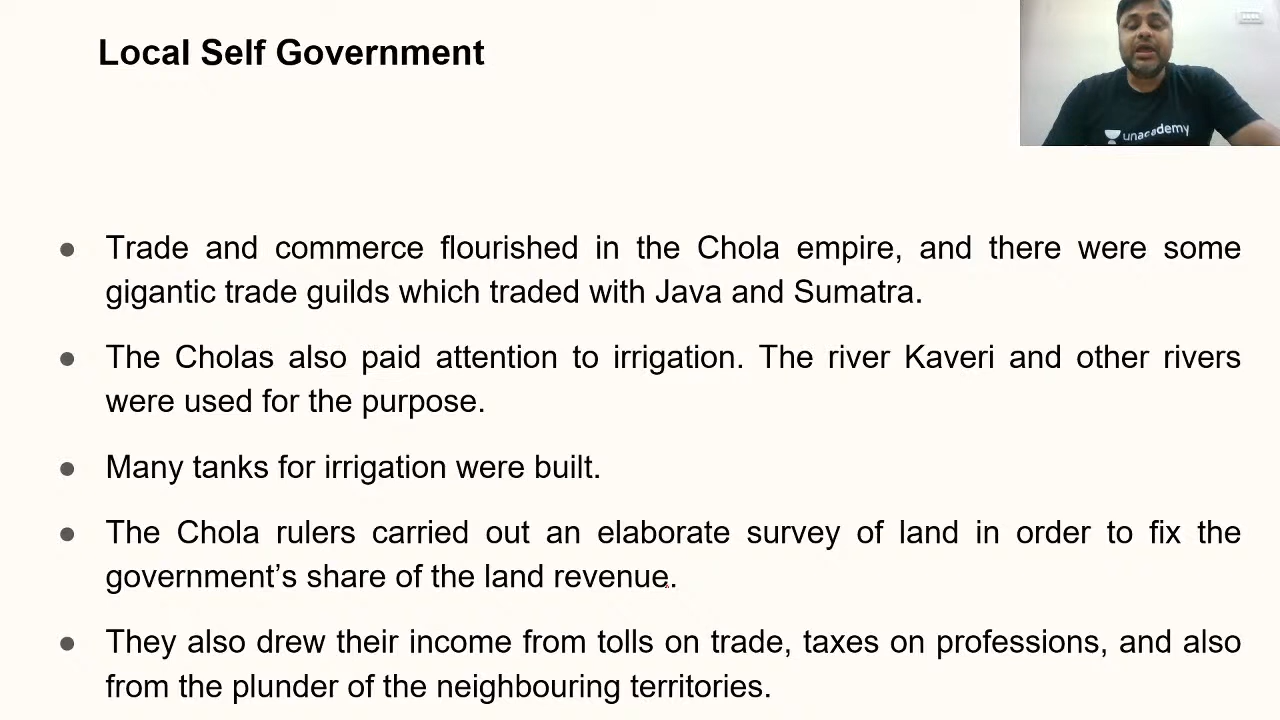 Local Self Government
unacademy
● Trade and commerce flourished in the Chola empire, and there were some
gigantic trade guilds which traded with Java and Sumatra.
● The Cholas also paid attention to irrigation. The river Kaveri and other rivers
were used for the purpose.
● Many tanks for irrigation were built.
● The Chola rulers carried out an elaborate survey of land in order to fix the
government’s share of the land revenue.
● They also drew their income from tolls on trade, taxes on professions, and also
from the plunder of the neighbouring territories.